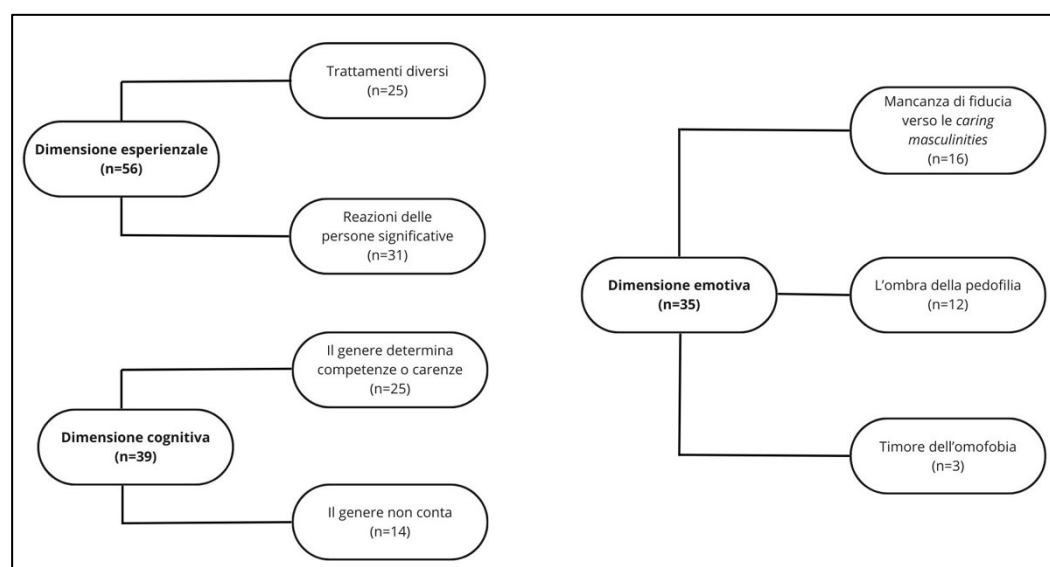 Trattamenti diversi
(n=25)
Dimensione esperienzale
(n=56)
Reazioni delle
persone significative
(n=31)
Il genere determina
competenze o carenze
(n=25)
Dimensione cognitiva
(n=39)
Il genere non conta
(n=14)
Mancanza di fiducia
verso le caring
masculinities
(n=16)
Dimensione emotiva
(n=35)
L'ombra della pedofilia
(n=12)
Timore dell'omofobia
(n=3)